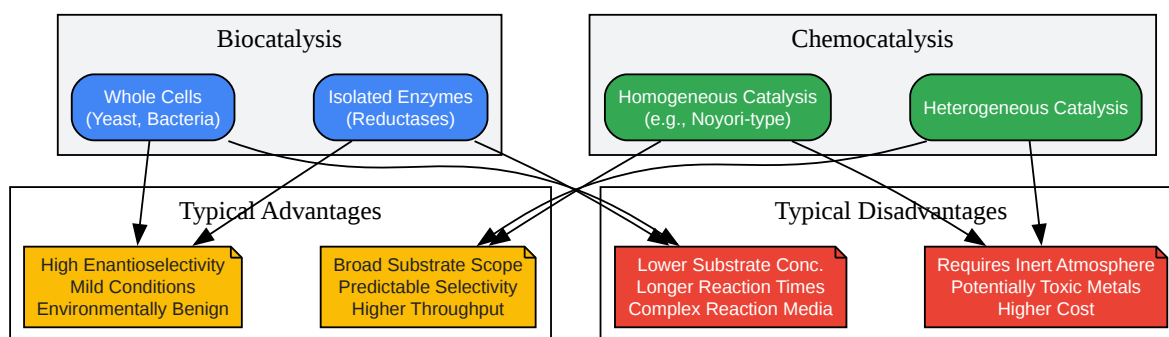 Biocatalysis
Chemocatalysis
Whole Cells
(Yeast, Bacteria)
Isolated Enzymes
(Reductases)
Homogeneous Catalysis
(e.g., Noyori-type)
Heterogeneous Catalysis
Typical Advantages
Typical Disadvantages
High Enantioselectivity
Mild Conditions
Environmentally Benign
Broad Substrate Scope
Predictable Selectivity
Higher Throughput
Lower Substrate Conc.
Longer Reaction Times
Complex Reaction Media
Requires Inert Atmosphere
Potentially Toxic Metals
Higher Cost